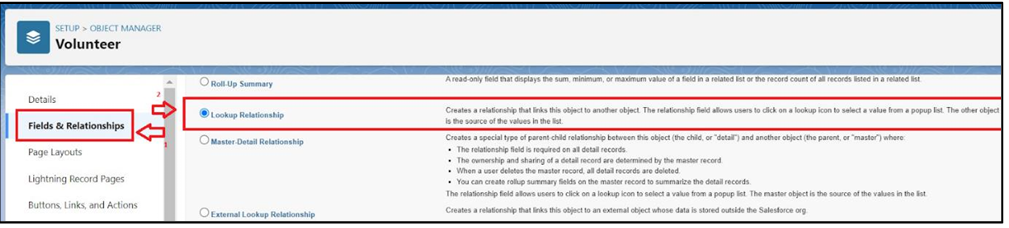 SETUP > OBJECT MANAGER
Volunteer
Details
Fields & Relationships
Page Layouts
Lightning Record Pages
Buttons, Links, and Actions
2
1
Roll-Up Summary
A read-only field that displays the sum, minimum, or maximum value of a field in a related list or the record count of all records listed in a related list.
Lookup Relationship
Creates a relationship that links this object to another object. The relationship field allows users to click on a lookup icon to select a value from a popup list. The other object
is the source of the values in the list.
Master-Detail Relationship
Creates a special type of parent-child relationship between this object (the child, or "detail") and another object (the parent, or "master") where:
• The relationship field is required on all detail records.
• The ownership and sharing of a detail record are determined by the master record.
• When a user deletes the master record, all detail records are deleted.
• You can create rollup summary fields on the master record to summarize the detail records.
The relationship field allows users to click on a lookup icon to select a value from a popup list. The master object is the source of the values in the list.
External Lookup Relationship
Creates a relationship that links this object to an external object whose data is stored outside the Salesforce org.